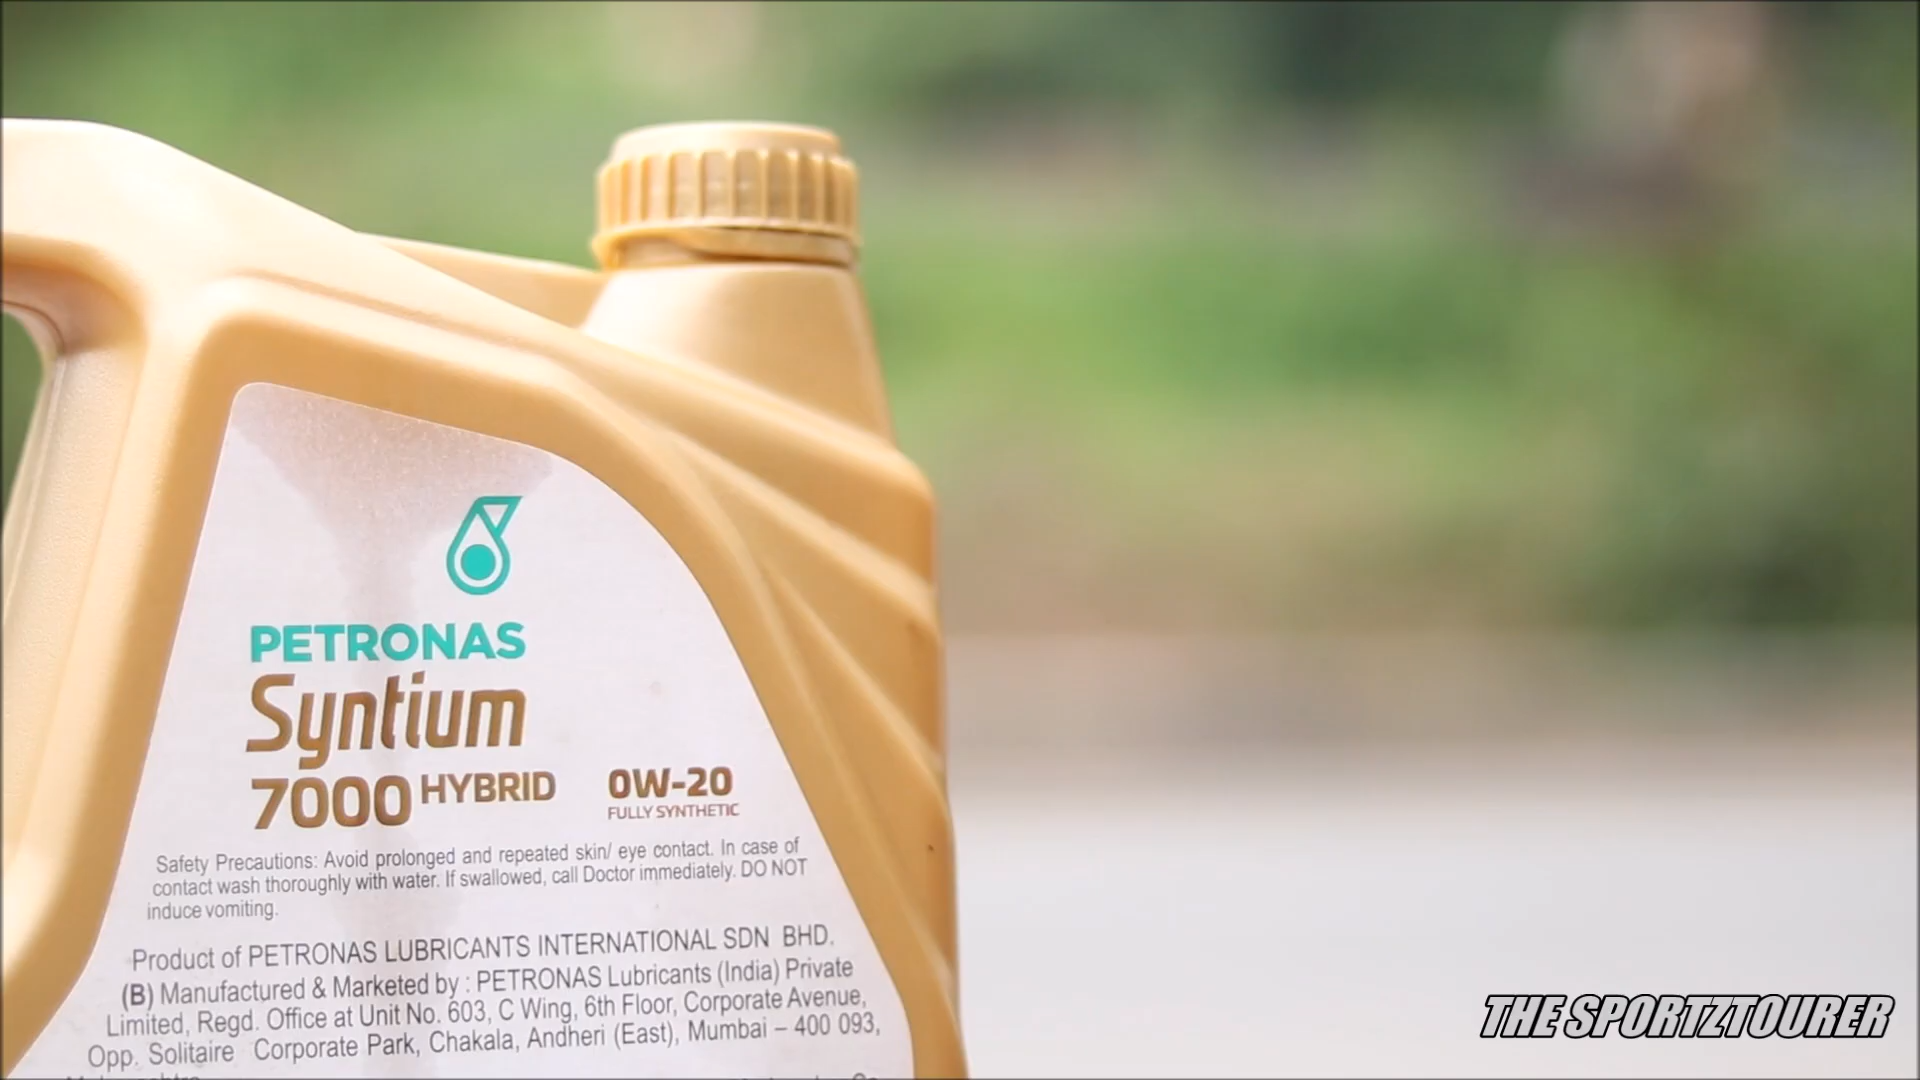 PETRONAS
Syntium
7000 HYBRID 0W-20
FULLY SYNTHETIC
Safety Precautions: Avoid prolonged and repeated skin/ eye contact. In case of
contact wash thoroughly with water. If swallowed, call Doctor immediately. DO NOT
induce vomiting.
Product of PETRONAS LUBRICANTS INTERNATIONAL SDN BHD.
(B) Manufactured & Marketed by : PETRONAS Lubricants (India) Private
Limited, Regd. Office at Unit No. 603, C Wing, 6th Floor, Corporate Avenue,
Opp. Solitaire Corporate Park, Chakala, Andheri (East), Mumbai – 400 093,
THE SPORTZTOURER